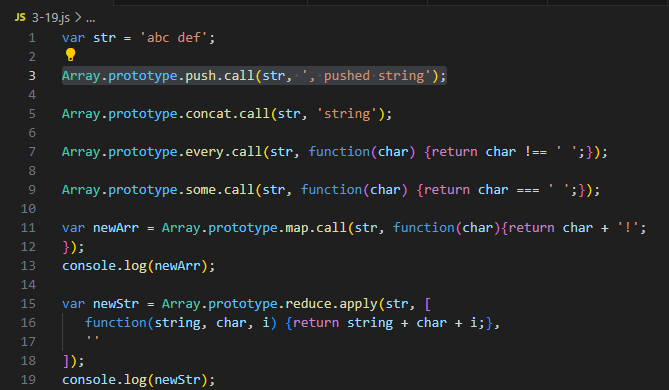 JS 3-19.js > ...
1 var str = 'abc def';
2
3 Array.prototype.push.call(str, ', pushed string');
4
5 Array.prototype.concat.call(str, 'string');
6
7 Array.prototype.every.call(str, function(char) {return char !== ' ';});
8
9 Array.prototype.some.call(str, function(char) {return char === ' ';});
10
11 var newArr = Array.prototype.map.call(str, function(char){return char + '!';
12 });
13 console.log(newArr);
14
15 var newStr = Array.prototype.reduce.apply(str, [
16 function(string, char, i) {return string + char + i;},
17 ''
18 ]);
19 console.log(newStr);